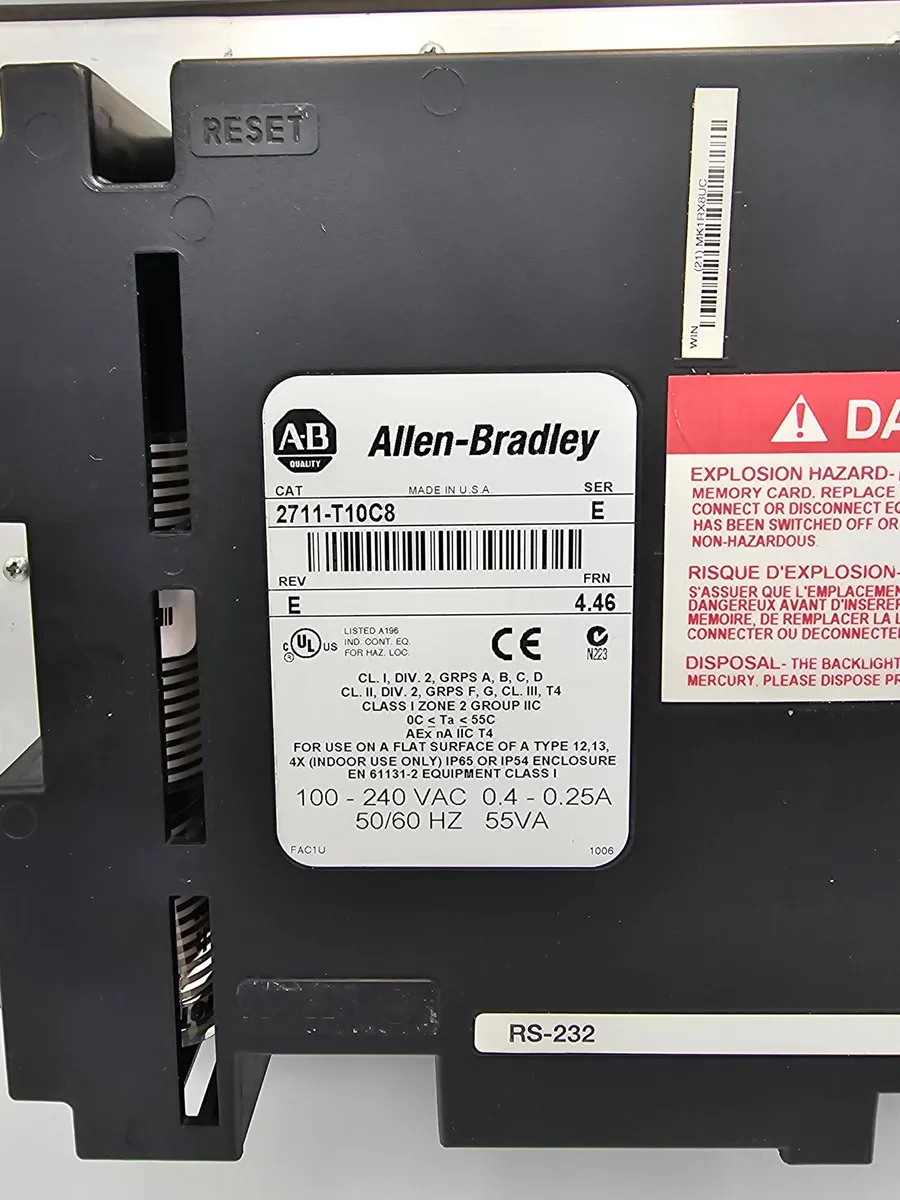 RESET
WIN (21) MK1RX8UC
A-B
QUALITY
Allen-Bradley
CAT MADE IN U.S.A. SER
2711-T10C8 E
REV FRN
E 4.46
C UL US
R
LISTED A196
IND. CONT. EQ.
FOR HAZ. LOC.
CE
N223
CL. I, DIV. 2, GRPS A, B, C, D
CL. II, DIV. 2, GRPS F, G, CL. III, T4
CLASS I ZONE 2 GROUP IIC
0C ≤ Ta ≤ 55C
AEx nA IIC T4
FOR USE ON A FLAT SURFACE OF A TYPE 12,13,
4X (INDOOR USE ONLY) IP65 OR IP54 ENCLOSURE
EN 61131-2 EQUIPMENT CLASS I
100 - 240 VAC 0.4 - 0.25A
50/60 HZ 55VA
FAC1U 1006
DA
EXPLOSION HAZARD-
MEMORY CARD. REPLACE
CONNECT OR DISCONNECT EQ
HAS BEEN SWITCHED OFF OR
NON-HAZARDOUS.
RISQUE D'EXPLOSION-
S'ASSUER QUE L'EMPLACEMEN
DANGEREUX AVANT D'INSERER
MEMOIRE, DE REMPLACER LA L
CONNECTER OU DECONNECTE
DISPOSAL- THE BACKLIGHT
MERCURY. PLEASE DISPOSE PR
RS-232